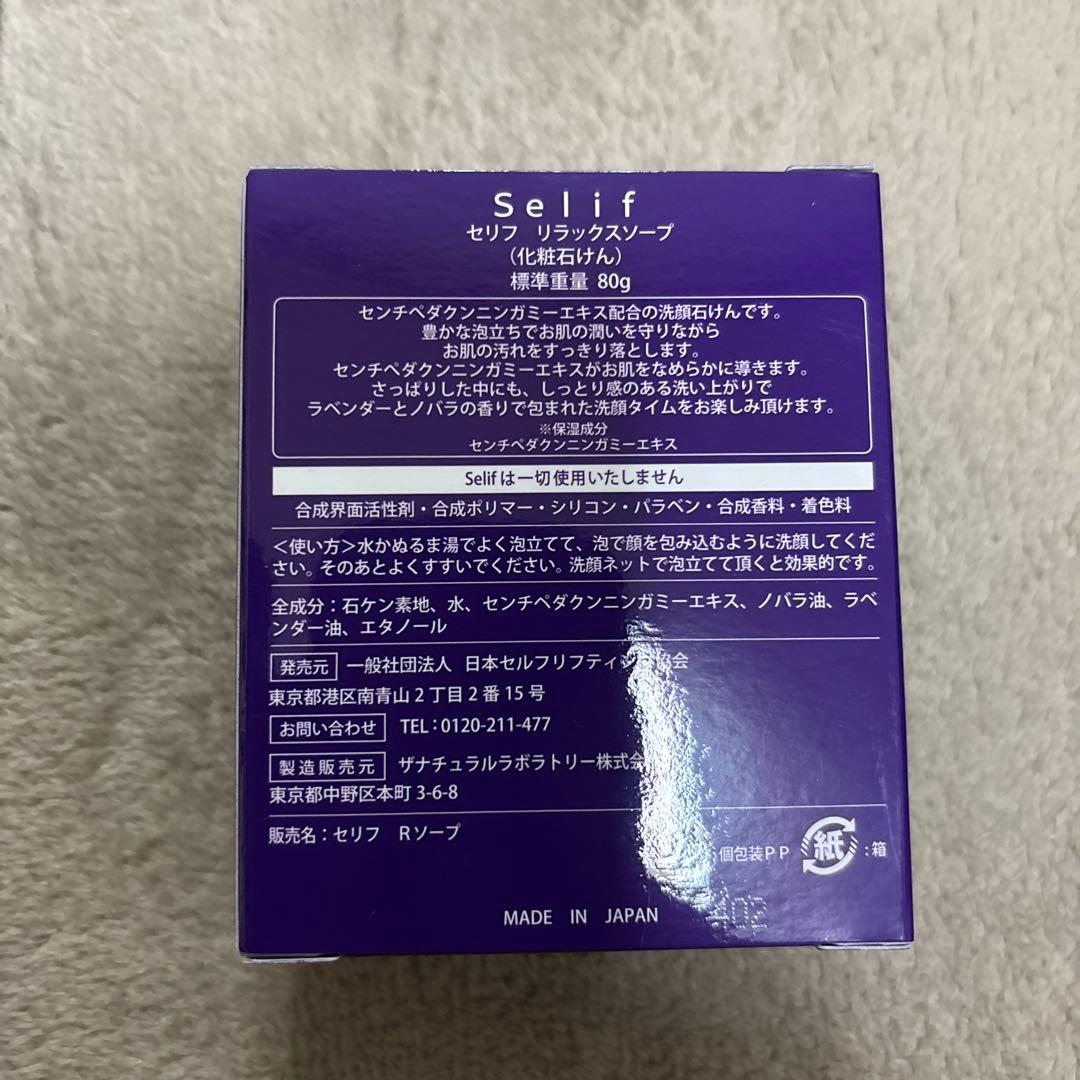 Selif
セリフ　リラックスソープ
（化粧石けん）
標準重量 80g
センチペダクンニンガミーエキス配合の洗顔石けんです。
豊かな泡立ちでお肌の潤いを守りながら
お肌の汚れをすっきり落とします。
センチペダクンニンガミーエキスがお肌をなめらかに導きます。
さっぱりした中にも、しっとり感のある洗い上がりで
ラベンダーとノバラの香りで包まれた洗顔タイムをお楽しみ頂けます。
※保湿成分
センチペダクンニンガミーエキス
Selifは一切使用いたしません
合成界面活性剤・合成ポリマー・シリコン・パラベン・合成香料・着色料
＜使い方＞水かぬるま湯でよく泡立てて、泡で顔を包み込むように洗顔してくだ
さい。そのあとよくすすいでください。洗顔ネットで泡立てて頂くと効果的です。
全成分：石ケン素地、水、センチペダクンニンガミーエキス、ノバラ油、ラベ
ンダー油、エタノール
発売元 一般社団法人 日本セルフリフティング協会
東京都港区南青山2丁目2番15号
お問い合わせ TEL：0120-211-477
製造販売元 ザナチュラルラボラトリー株式会
東京都中野区本町 3-6-8
販売名：セリフ　Rソープ
個包装PP 紙：箱
MADE IN JAPAN
402